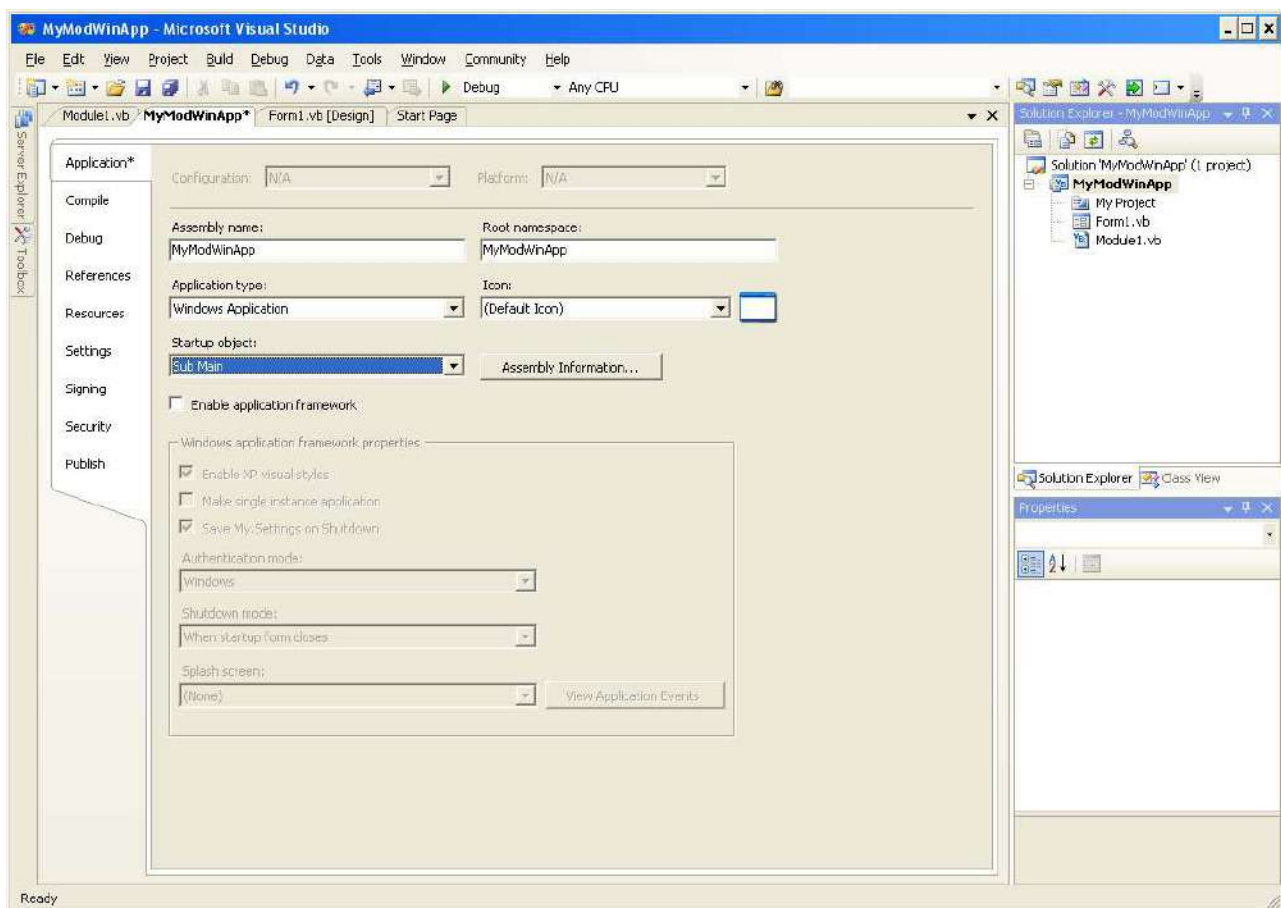 MyModWinApp - Microsoft Visual Studio
File Edit View Project Build Debug Data Tools Window Community Help
Debug Any CPU
Module1.vb MyModWinApp* Form1.vb [Design] Start Page
Server Explorer
Toolbox
Application*
Compile
Debug
References
Resources
Settings
Signing
Security
Publish
Configuration: N/A Platform: N/A
Assembly name: Root namespace:
MyModWinApp MyModWinApp
Application type: Icon:
Windows Application (Default Icon)
Startup object:
Sub Main Assembly Information...
Enable application framework
Windows application framework properties
Enable XP visual styles
Make single instance application
Save My.Settings on Shutdown
Authentication mode:
Windows
Shutdown mode:
When startup form closes
Splash screen:
(None) View Application Events
Solution Explorer - MyModWinApp
Solution 'MyModWinApp' (1 project)
MyModWinApp
My Project
Form1.vb
Module1.vb
Solution Explorer Class View
Properties
Ready